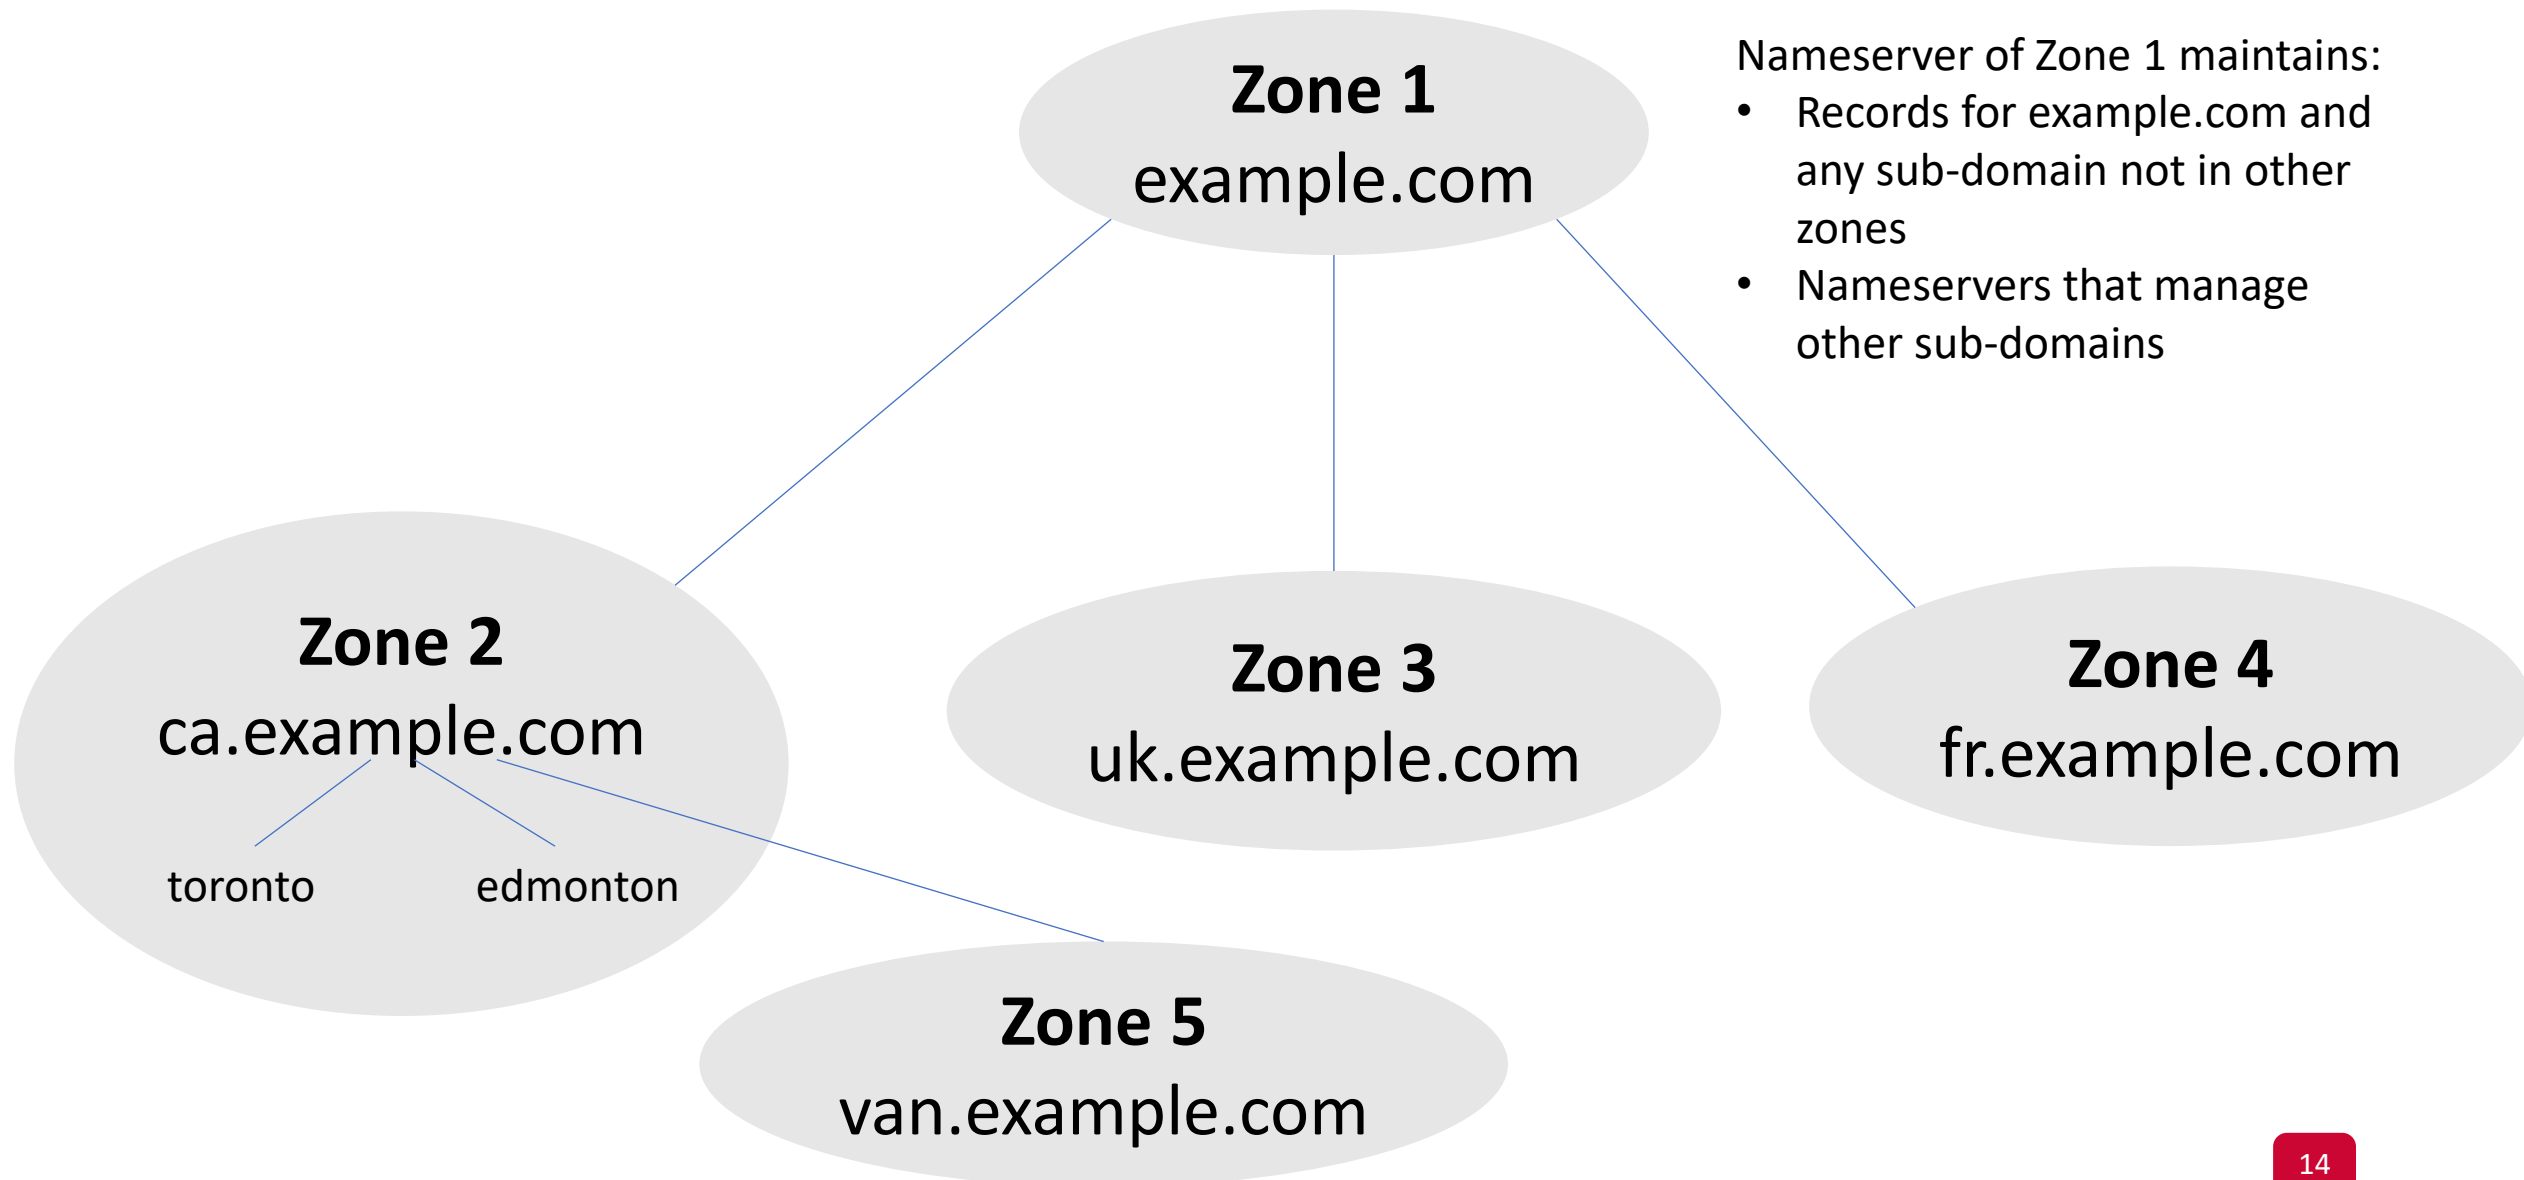 Zone 1
example.com
Nameserver of Zone 1 maintains:
• Records for example.com and
any sub-domain not in other
zones
• Nameservers that manage
other sub-domains
Zone 2
ca.example.com
toronto
edmonton
Zone 3
uk.example.com
Zone 4
fr.example.com
Zone 5
van.example.com
14